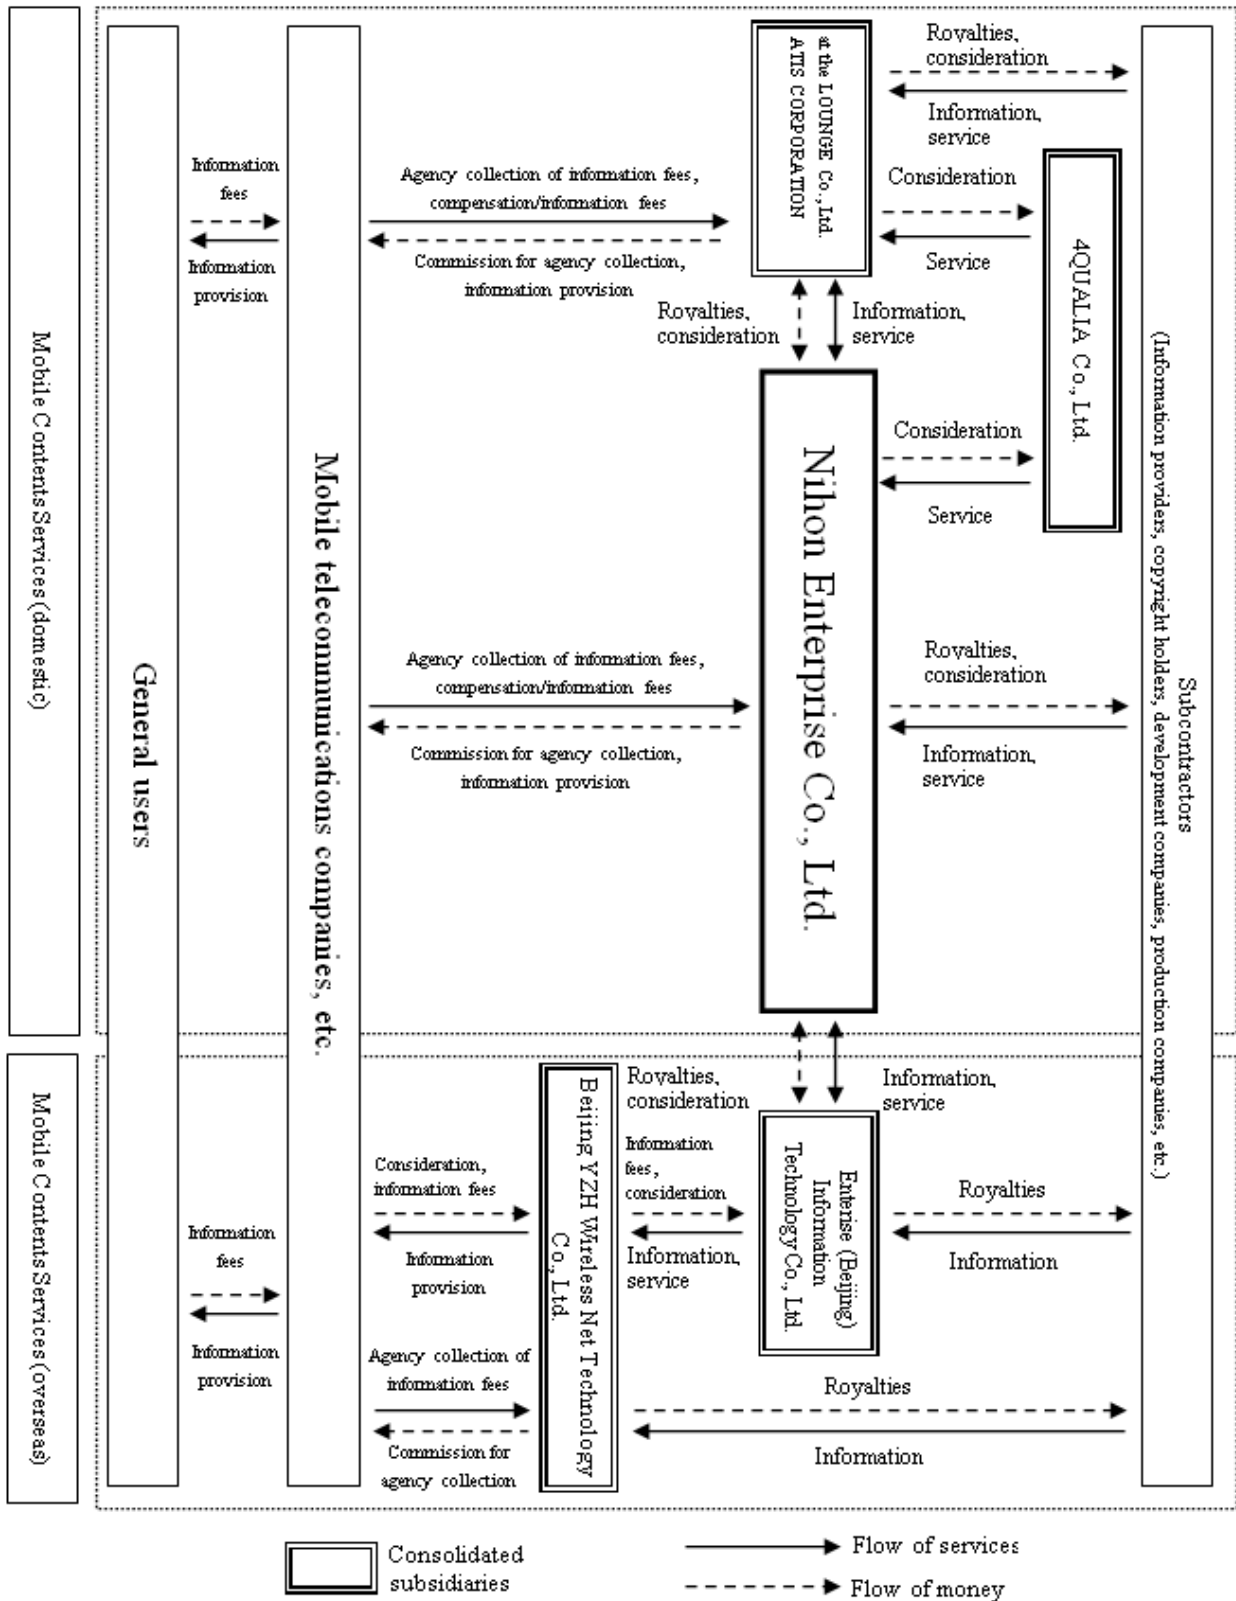 Mobile Contents Services (domestic)
Mobile Contents Services (overseas)
General users
Mobile telecommunications companies, etc.
Information
fees
Information
provision
Agency collection of information fees,
compensation/information fees
Commission for agency collection,
information provision
at the LOUNGE Co., Ltd.
ATIS CORPORATION
Royalties,
consideration
Information,
service
Consideration
Service
4QUALIA Co., Ltd.
Royalties,
consideration
Information,
service
Nihon Enterprise Co., Ltd.
Consideration
Service
Agency collection of information fees,
compensation/information fees
Commission for agency collection,
information provision
Royalties,
consideration
Information,
service
Subcontractors
(Information providers, copyright holders, development companies, production companies, etc.)
Royalties,
consideration
Information,
service
Beijing YZH Wireless Net Technology
Co., Ltd.
Enterise (Beijing)
Information
Technology Co., Ltd.
Information
fees,
consideration
Information,
service
Consideration,
information fees
Information
provision
Royalties
Information
Information
fees
Information
provision
Agency collection of
information fees
Commission for
agency collection
Royalties
Information
Consolidated
subsidiaries
Flow of services
Flow of money